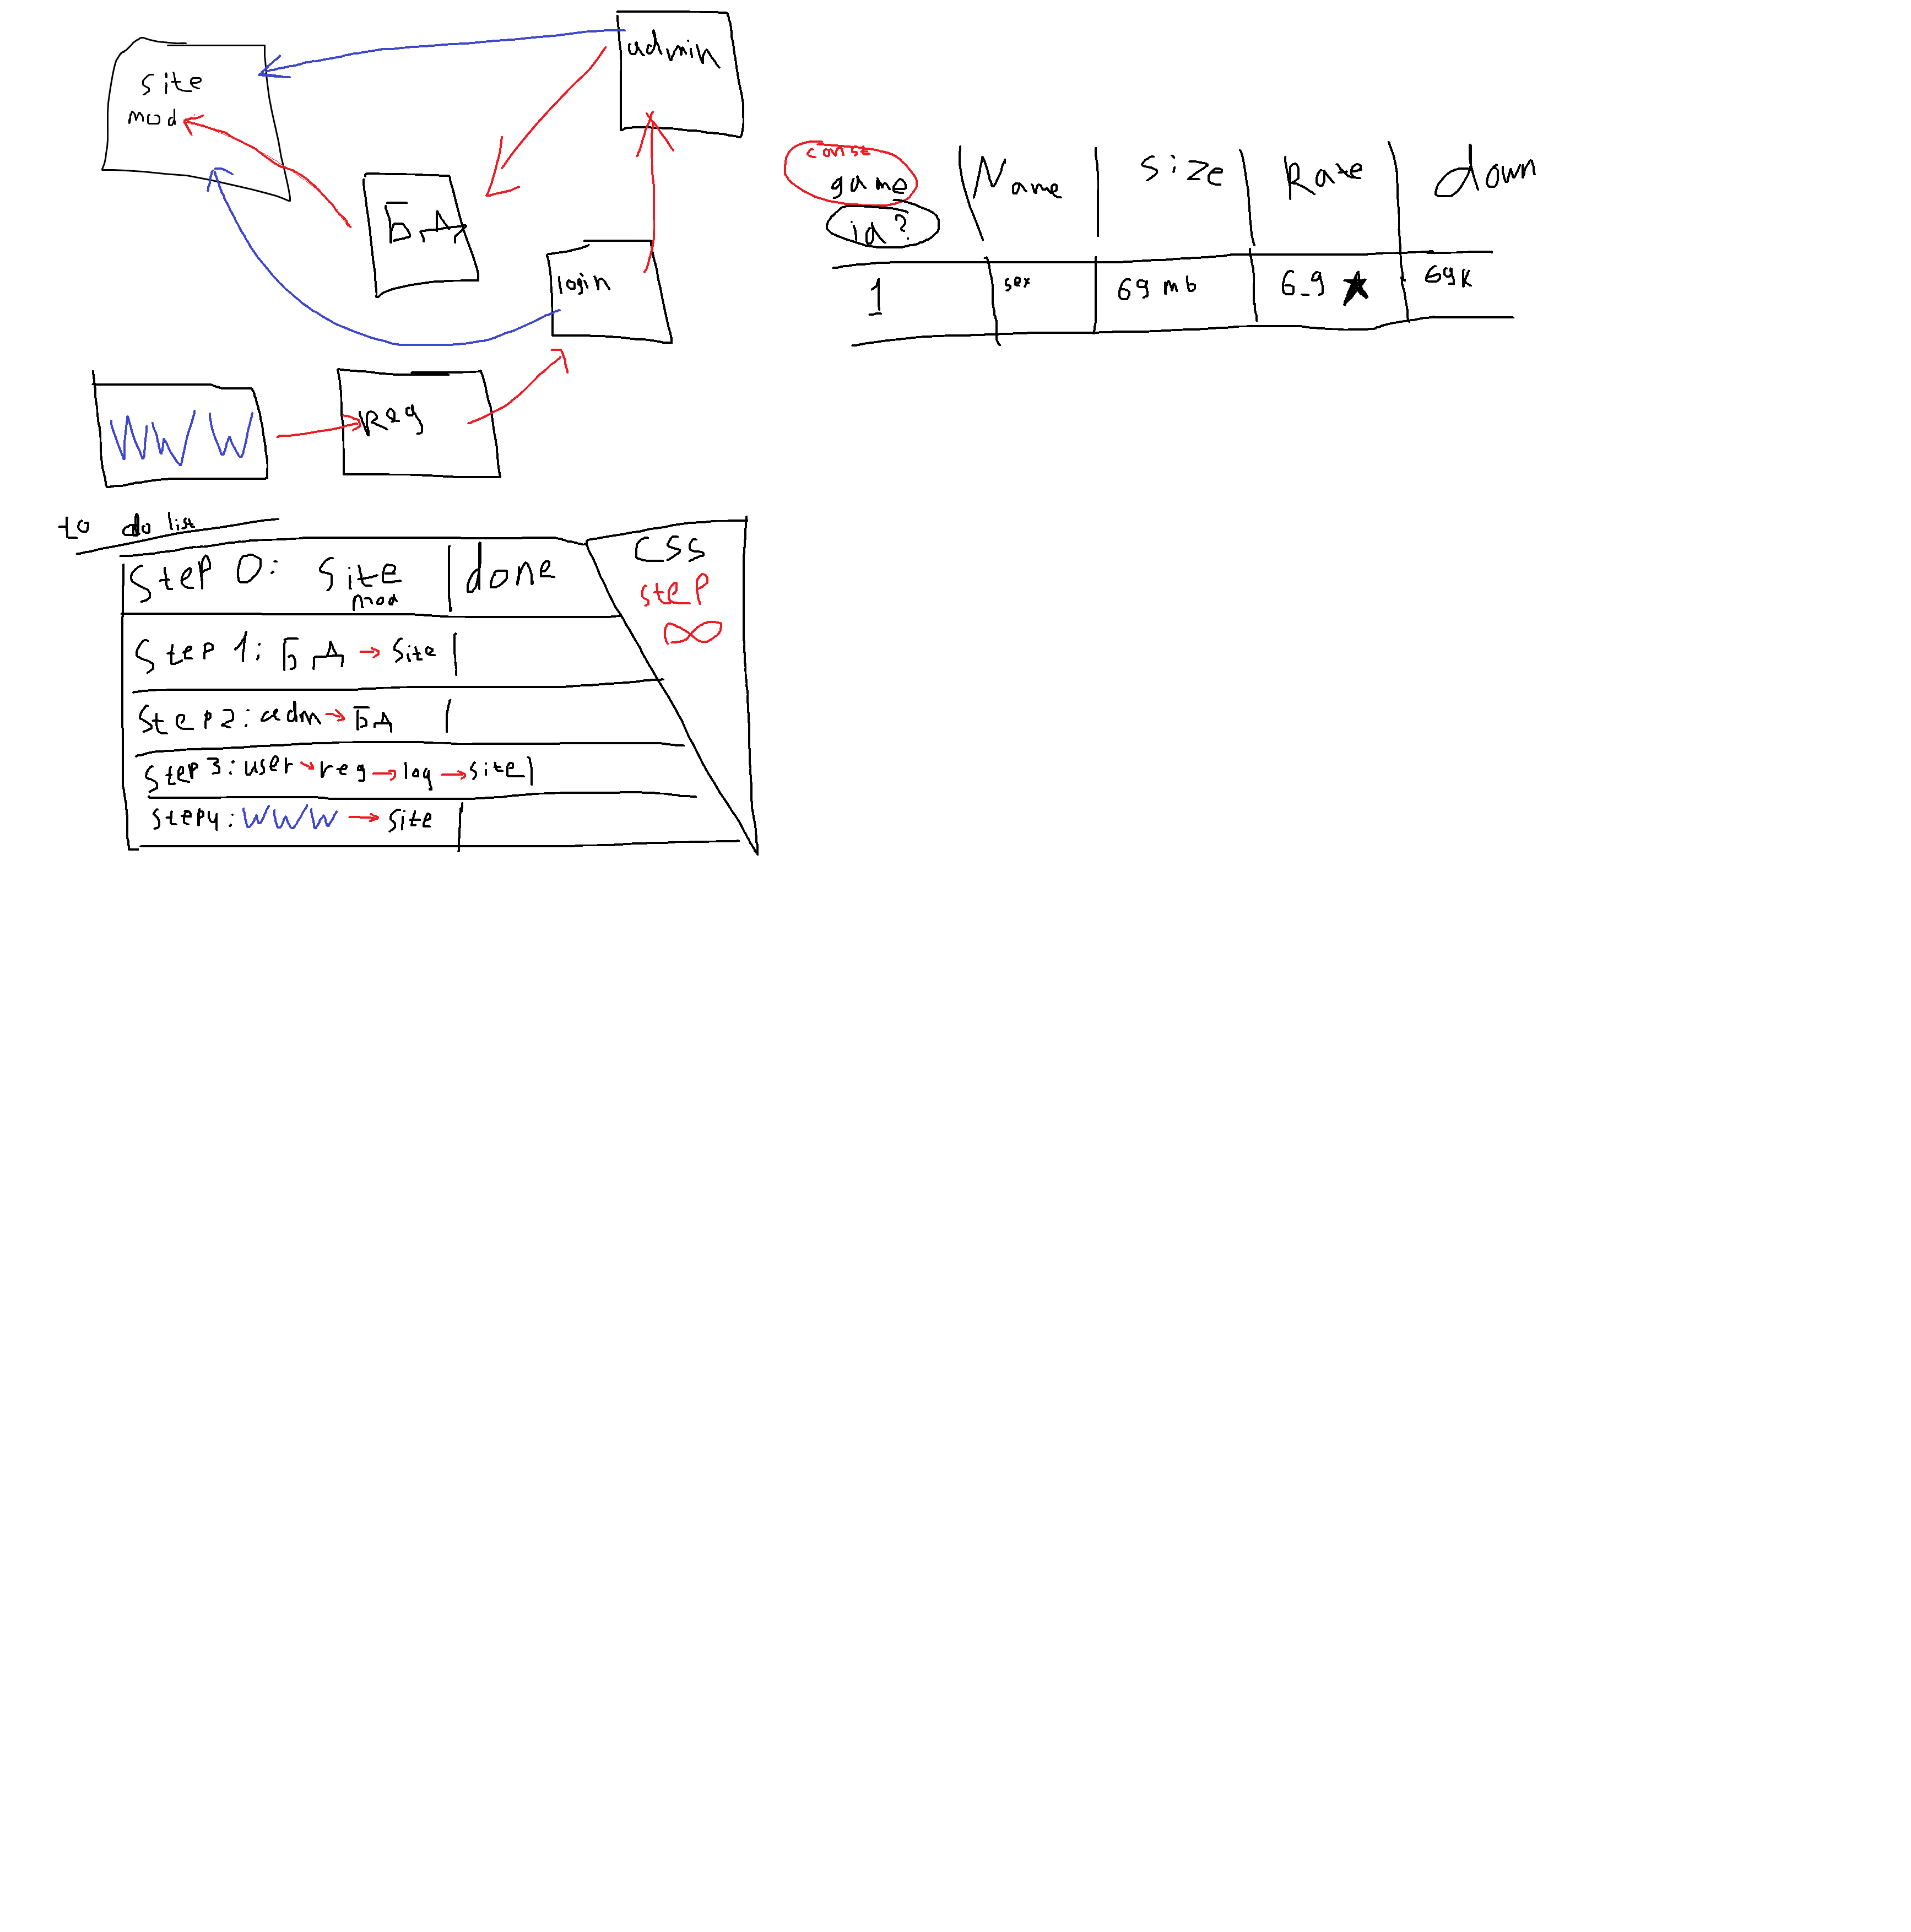 admin
site
mod
БД
login
WWW
Reg
const
game
id?
Name
Size
Rate
down
1
sex
69 mb
6.9 ★
69k
to do list
Step 0: Site
mod
done
CSS
step
∞
Step 1: БД → Site
Step 2: adm → БД
Step 3: user → reg → log → site
Step 4: WWW → Site